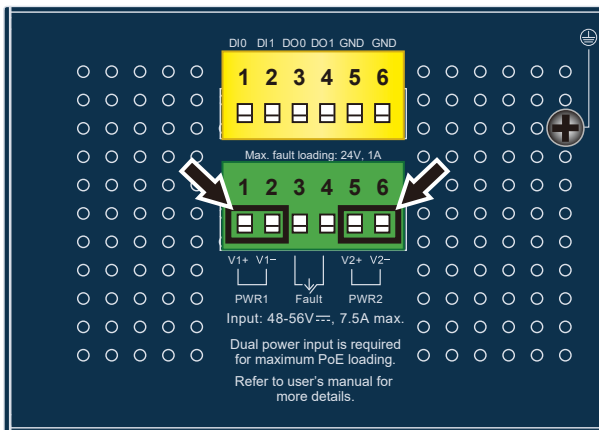 DI0 DI1 DO0 DO1 GND GND
1 2 3 4 5 6
Max. fault loading: 24V, 1A
1 2 3 4 5 6
V1+ V1− V2+ V2−
PWR1 Fault PWR2
Input: 48-56V⎓, 7.5A max.
Dual power input is required
for maximum PoE loading.
Refer to user's manual for
more details.